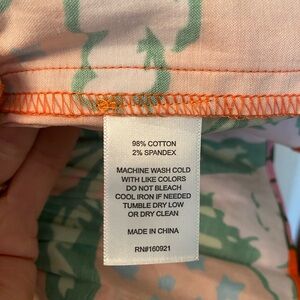 98% COTTON
2% SPANDEX
MACHINE WASH COLD
WITH LIKE COLORS
DO NOT BLEACH
COOL IRON IF NEEDED
TUMBLE DRY LOW
OR DRY CLEAN
MADE IN CHINA
RN#160921